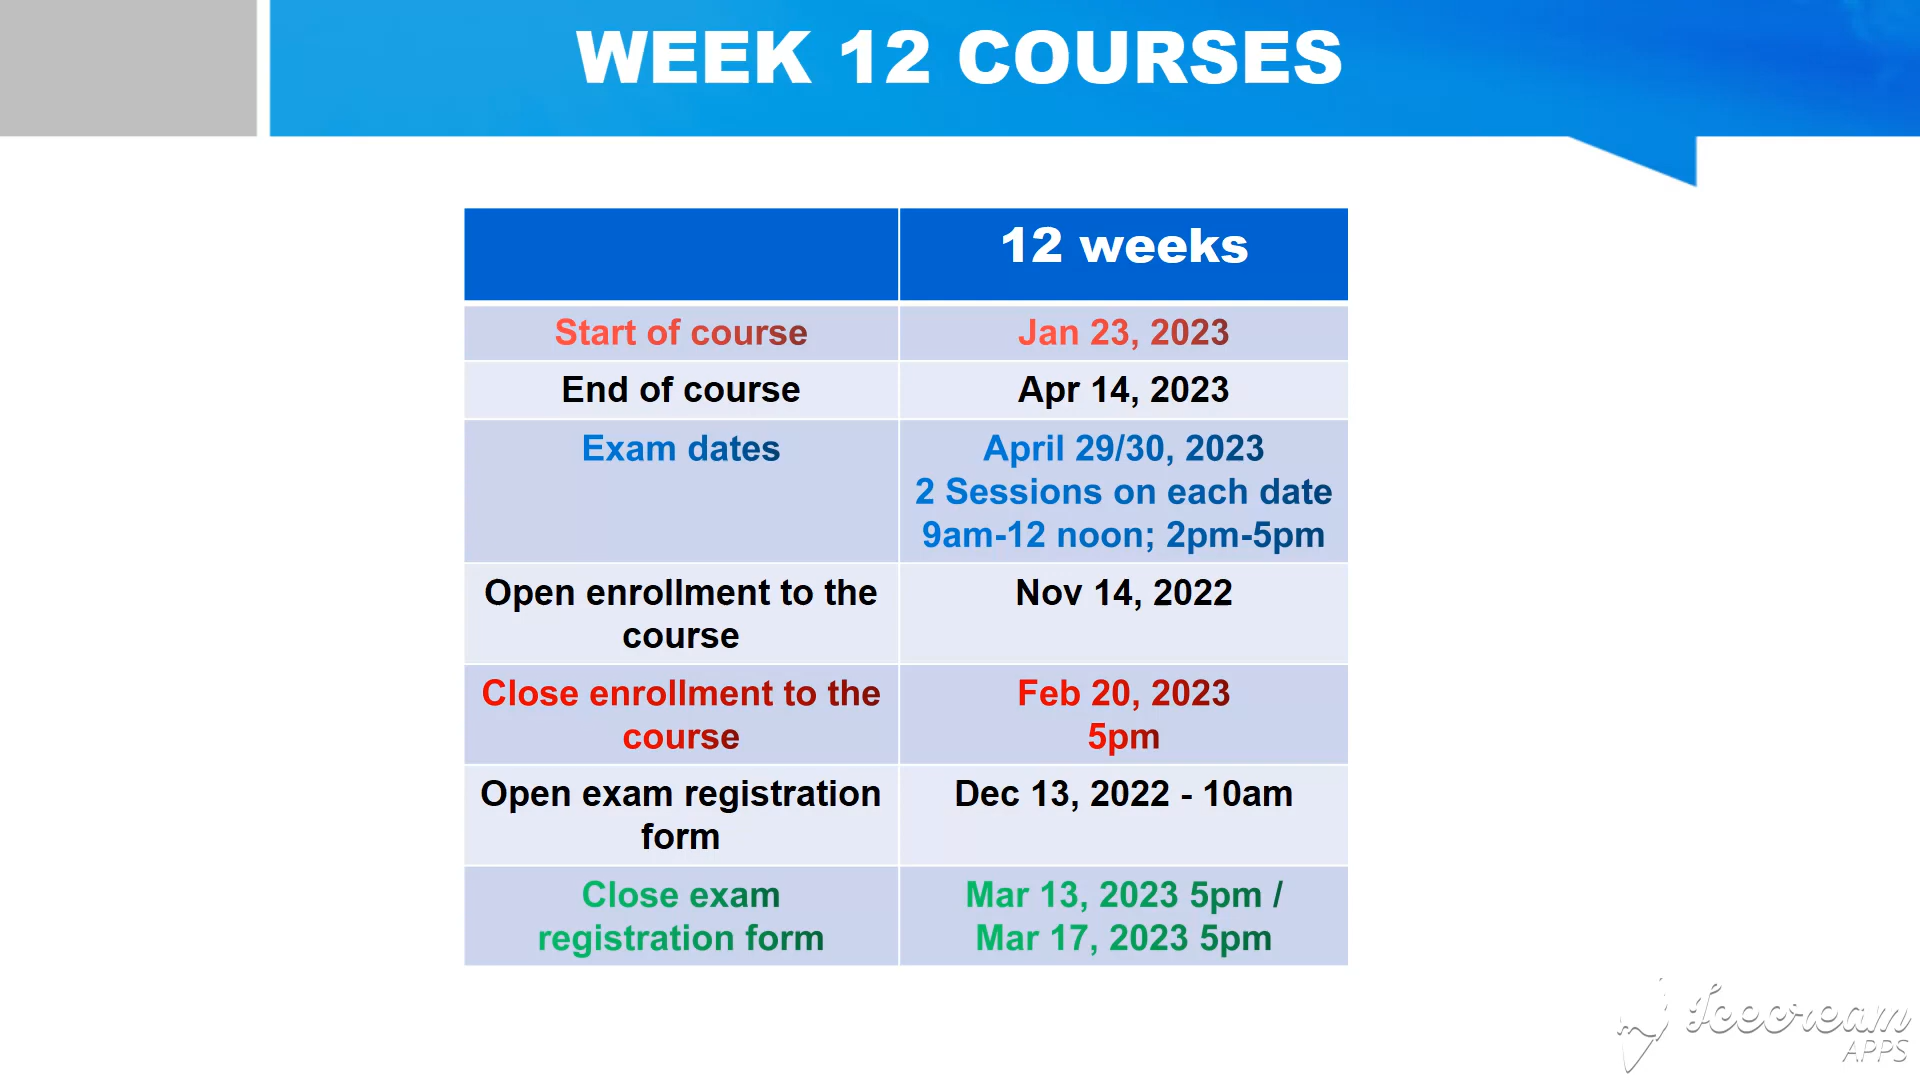 WEEK 12 COURSES
12 weeks
Start of course
Jan 23, 2023
End of course
Apr 14, 2023
Exam dates
April 29/30, 2023
2 Sessions on each date
9am-12 noon; 2pm-5pm
Open enrollment to the
course
Nov 14, 2022
Close enrollment to the
course
Feb 20, 2023
5pm
Open exam registration
form
Dec 13, 2022 - 10am
Close exam
registration form
Mar 13, 2023 5pm /
Mar 17, 2023 5pm
Icecream
APPS